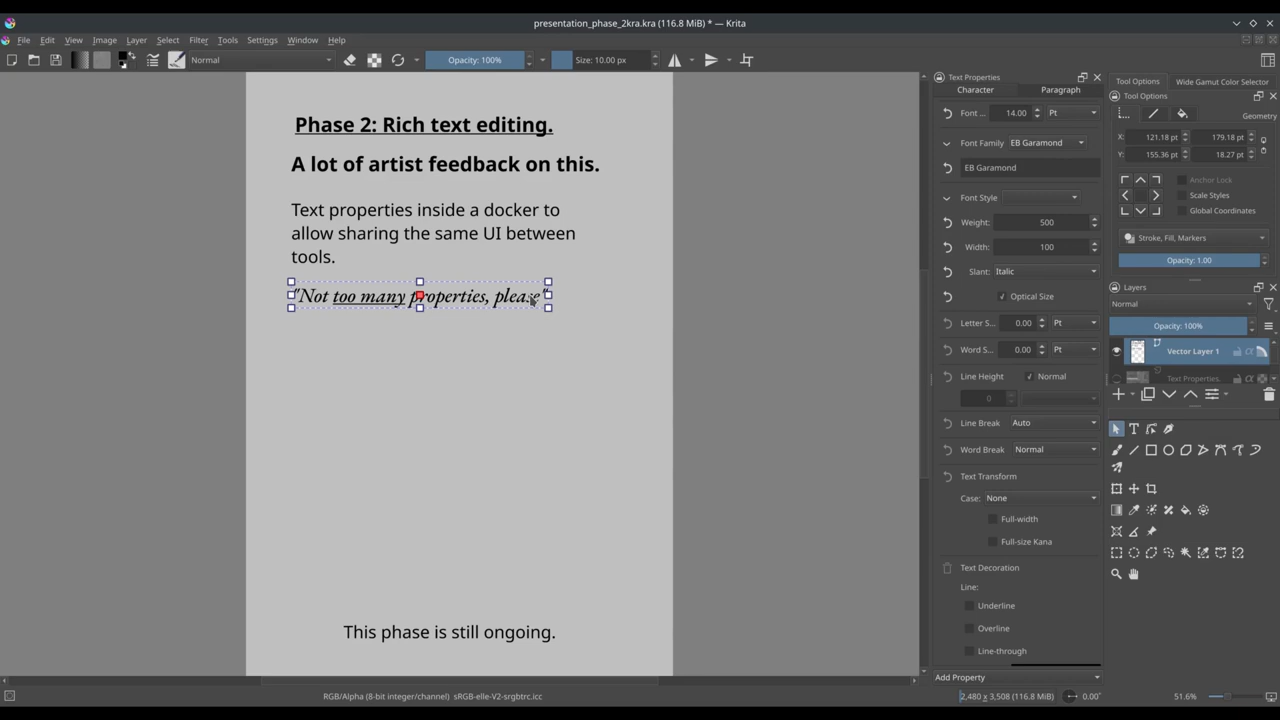 presentation_phase_2kra.kra (116.8 MiB) * — Krita
File Edit View Image Layer Select Filter Tools Settings Window Help
Normal
Opacity: 100%
Size: 10.00 px
Phase 2: Rich text editing.
A lot of artist feedback on this.
Text properties inside a docker to
allow sharing the same UI between
tools.
"Not too many properties, please"
This phase is still ongoing.
Text Properties
Character Paragraph
Font ... 14.00 Pt
Font Family EB Garamond
EB Garamond
Font Style
Weight: 500
Width: 100
Slant: Italic
Optical Size
Letter S... 0.00 Pt
Word S... 0.00 Pt
Line Height Normal
0
Line Break Auto
Word Break Normal
Text Transform
Case: None
Full-width
Full-size Kana
Text Decoration
Line:
Underline
Overline
Line-through
Add Property
Tool Options Wide Gamut Color Selector
Tool Options
Geometry
X: 121.18 pt 179.18 pt
Y: 155.36 pt 18.27 pt
Anchor Lock
Scale Styles
Global Coordinates
Stroke, Fill, Markers
Opacity: 1.00
Layers
Normal
Opacity: 100%
Vector Layer 1
Text Properties.
RGB/Alpha (8-bit integer/channel) sRGB-elle-V2-srgbtrc.icc
2,480 x 3,508 (116.8 MiB)
0.00°
51.6%